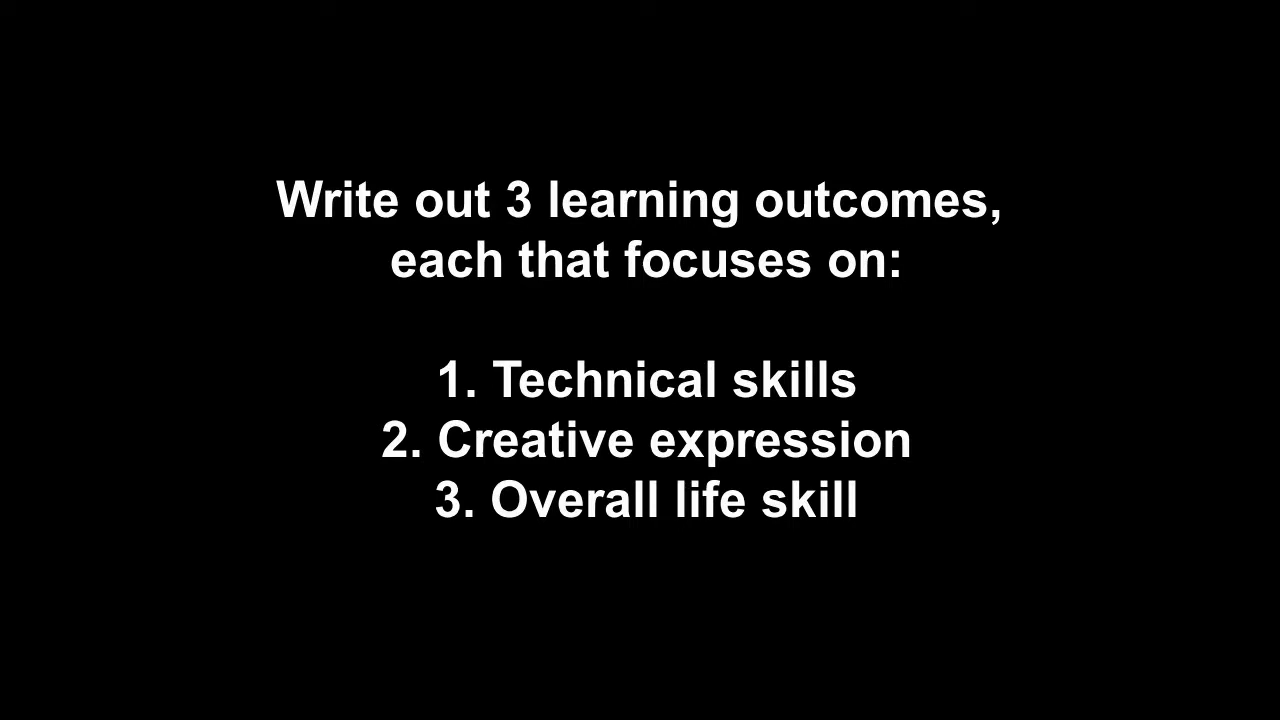 Write out 3 learning outcomes,
each that focuses on:
1. Technical skills
2. Creative expression
3. Overall life skill